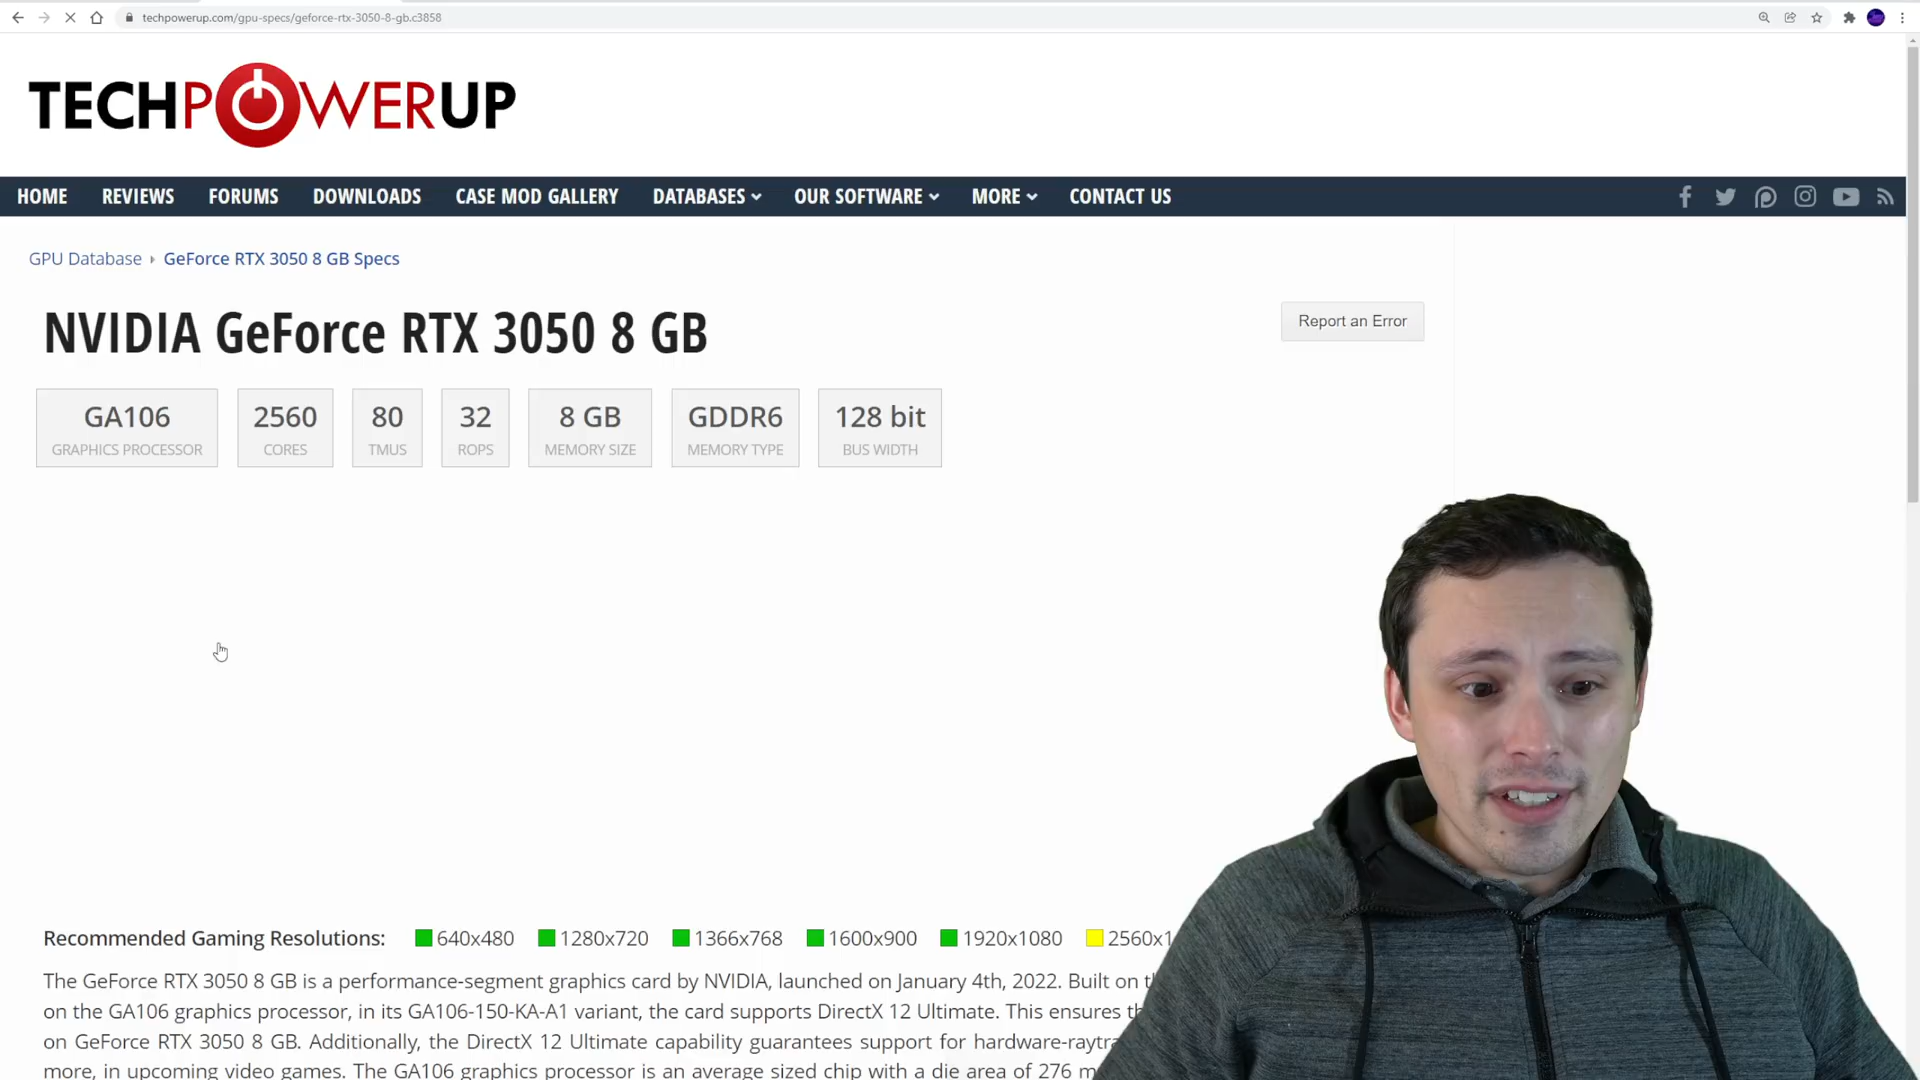 techpowerup.com/gpu-specs/geforce-rtx-3050-8-gb.c3858
TECHPOWERUP
HOME REVIEWS FORUMS DOWNLOADS CASE MOD GALLERY DATABASES OUR SOFTWARE MORE CONTACT US
GPU Database GeForce RTX 3050 8 GB Specs
NVIDIA GeForce RTX 3050 8 GB
Report an Error
GA106 2560 80 32 8 GB GDDR6 128 bit
GRAPHICS PROCESSOR CORES TMUS ROPS MEMORY SIZE MEMORY TYPE BUS WIDTH
Recommended Gaming Resolutions: 640x480 1280x720 1366x768 1600x900 1920x1080
The GeForce RTX 3050 8 GB is a performance-segment graphics card by NVIDIA, launched on January 4th, 2022. Built on
on the GA106 graphics processor, in its GA106-150-KA-A1 variant, the card supports DirectX 12 Ultimate. This ensures
on GeForce RTX 3050 8 GB. Additionally, the DirectX 12 Ultimate capability guarantees support for
more, in upcoming video games. The GA106 graphics processor is an average sized chip with a die area of 276